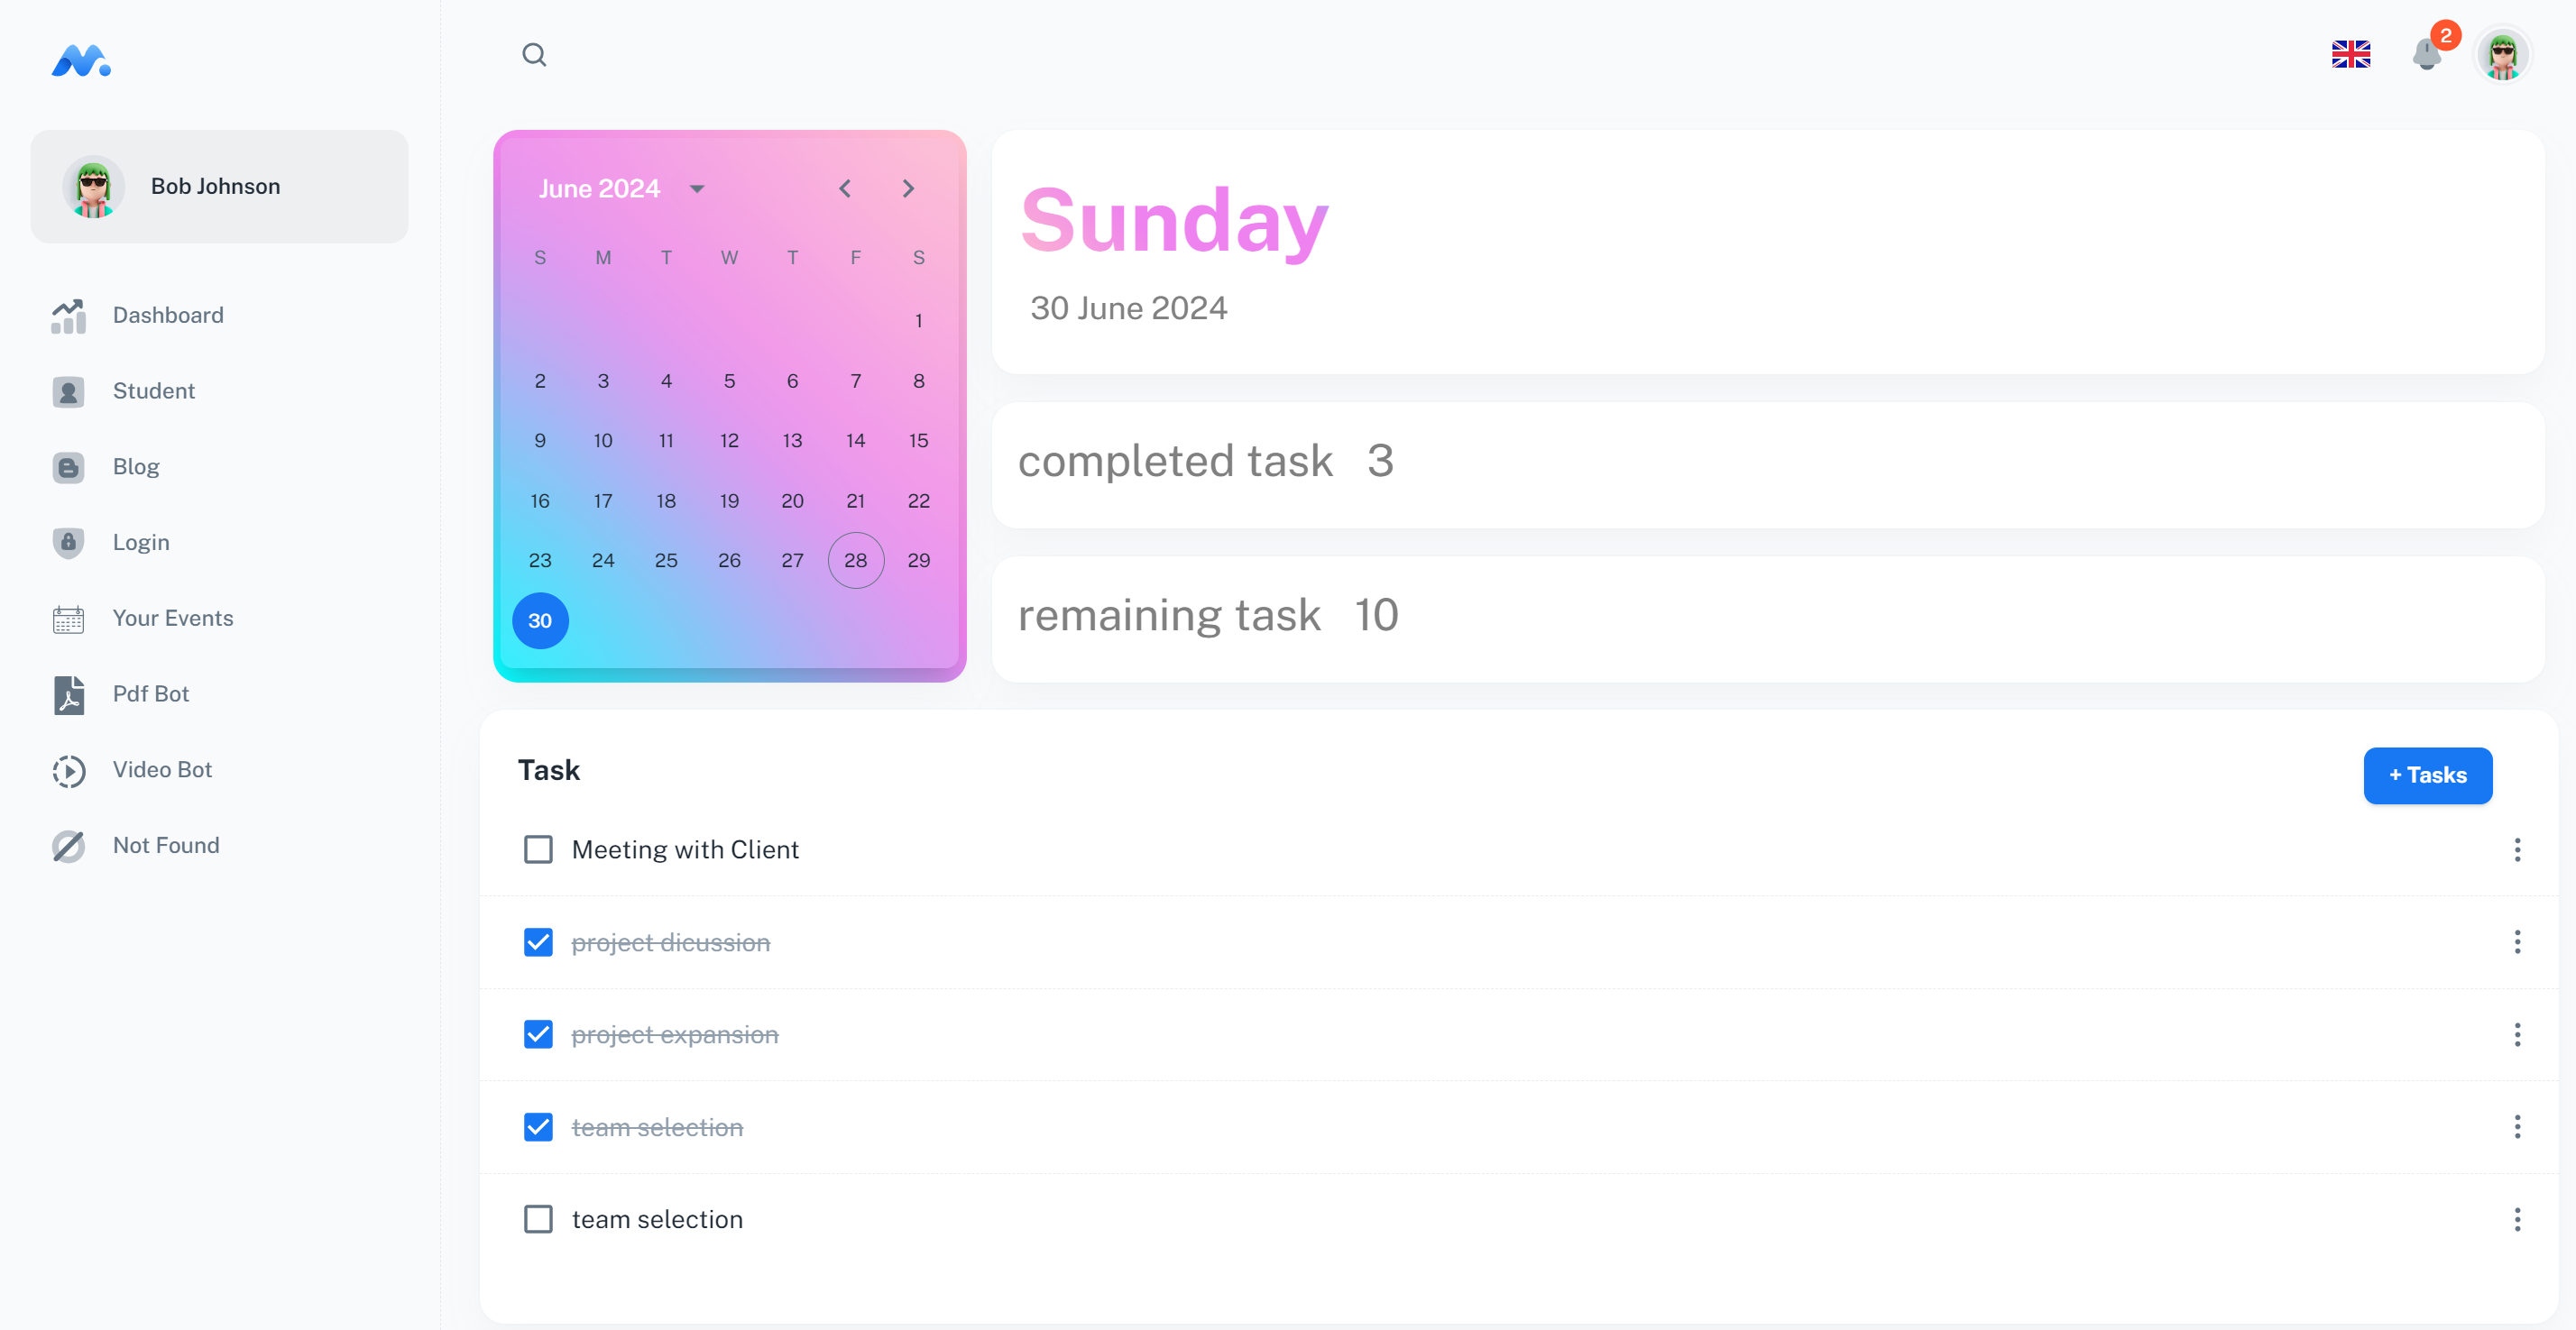 2
Bob Johnson
Dashboard
Student
Blog
Login
Your Events
Pdf Bot
Video Bot
Not Found
June 2024
S M T W T F S
1
2 3 4 5 6 7 8
9 10 11 12 13 14 15
16 17 18 19 20 21 22
23 24 25 26 27 28 29
30
Sunday
30 June 2024
completed task 3
remaining task 10
Task
+ Tasks
Meeting with Client
project dicussion
project expansion
team selection
team selection